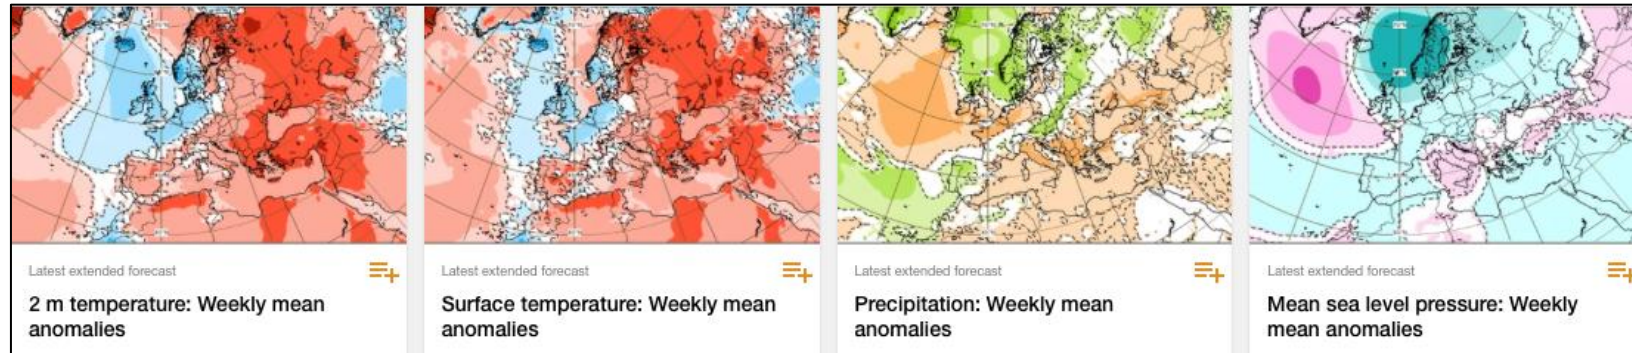 Latest extended forecast
2 m temperature: Weekly mean
anomalies
Latest extended forecast
Surface temperature: Weekly mean
anomalies
Latest extended forecast
Precipitation: Weekly mean
anomalies
Latest extended forecast
Mean sea level pressure: Weekly
mean anomalies